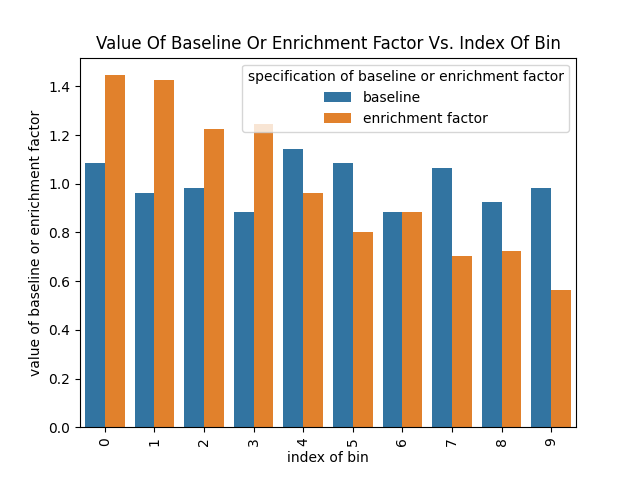 Value Of Baseline Or Enrichment Factor Vs. Index Of Bin
specification of baseline or enrichment factor
baseline
enrichment factor
value of baseline or enrichment factor
1.4
1.2
1.0
0.8
0.6
0.4
0.2
0.0
0 1 2 3 4 5 6 7 8 9
index of bin